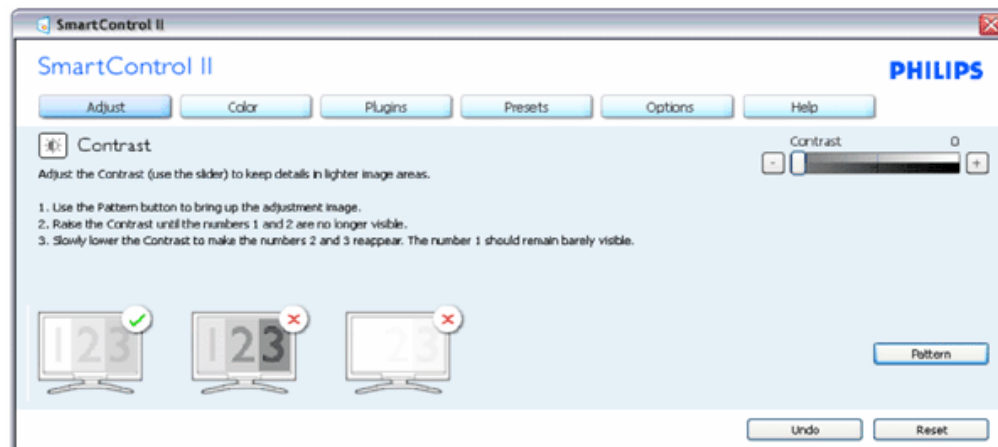 SmartControl II
SmartControl II
PHILIPS
Adjust Color Plugins Presets Options Help
Contrast
Contrast 0
- +
Adjust the Contrast (use the slider) to keep details in lighter image areas.
1. Use the Pattern button to bring up the adjustment image.
2. Raise the Contrast until the numbers 1 and 2 are no longer visible.
3. Slowly lower the Contrast to make the numbers 2 and 3 reappear. The number 1 should remain barely visible.
123 123 23
Pattern
Undo Reset